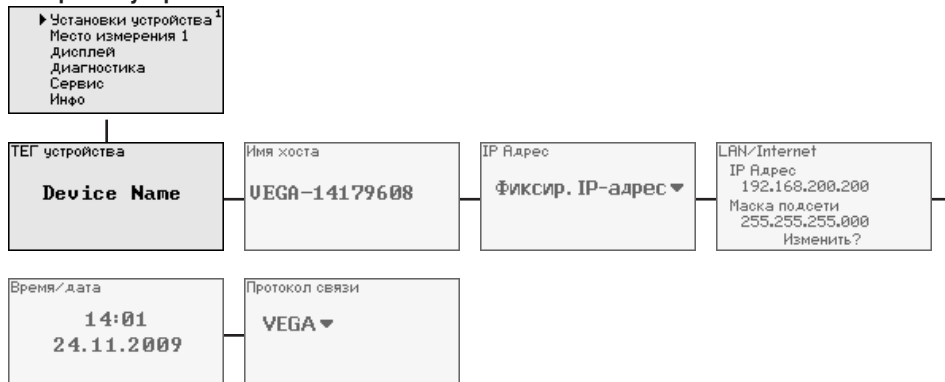 ▶Установки устройства 1
Место измерения 1
Дисплей
Диагностика
Сервис
Инфо
ТЕГ устройства
Device Name
Имя хоста
VEGA-14179608
IP Адрес
Фиксир. IP-адрес▼
LAN/Internet
IP Адрес
192.168.200.200
Маска подсети
255.255.255.000
Изменить?
Время/дата
14:01
24.11.2009
Протокол связи
VEGA▼